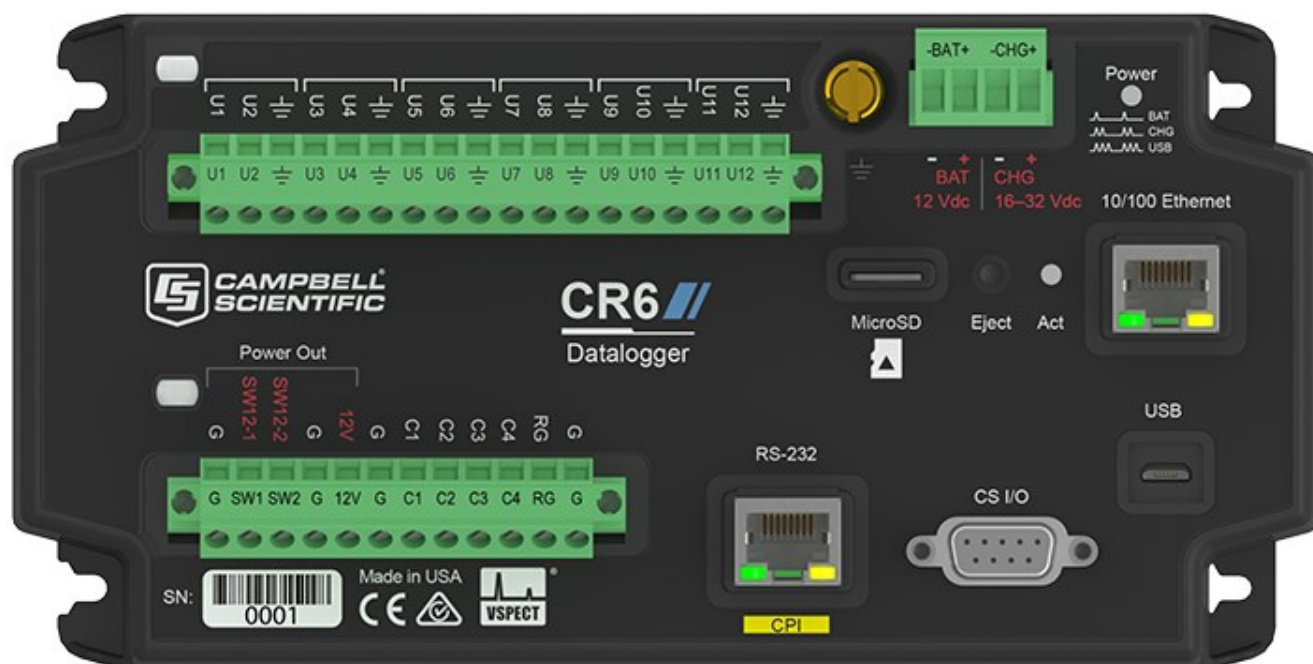 -BAT+ -CHG+
Power
BAT
CHG
USB
U1 U2 U3 U4 U5 U6 U7 U8 U9 U10 U11 U12
U1 U2 U3 U4 U5 U6 U7 U8 U9 U10 U11 U12
- + - +
BAT CHG
12 Vdc 16–32 Vdc
10/100 Ethernet
CAMPBELL
SCIENTIFIC®
CR6
Datalogger
MicroSD Eject Act
Power Out
G SW12-1 SW12-2 G 12V G C1 C2 C3 C4 RG G
G SW1 SW2 G 12V G C1 C2 C3 C4 RG G
USB
RS-232
CS I/O
SN:
0001
Made in USA
CE
VSPECT®
CPI